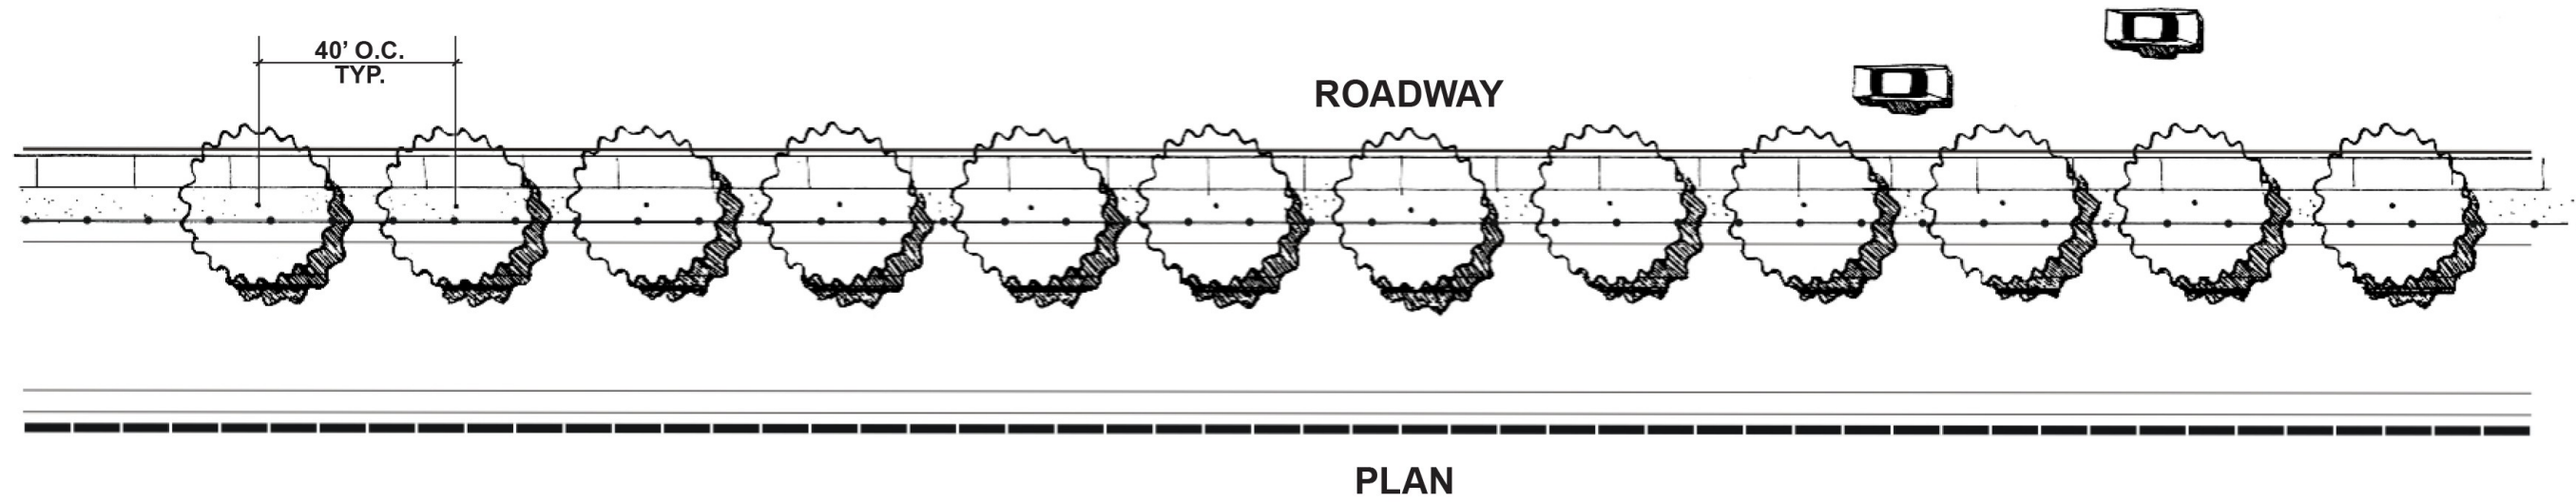 40’ O.C.
TYP.
ROADWAY
PLAN